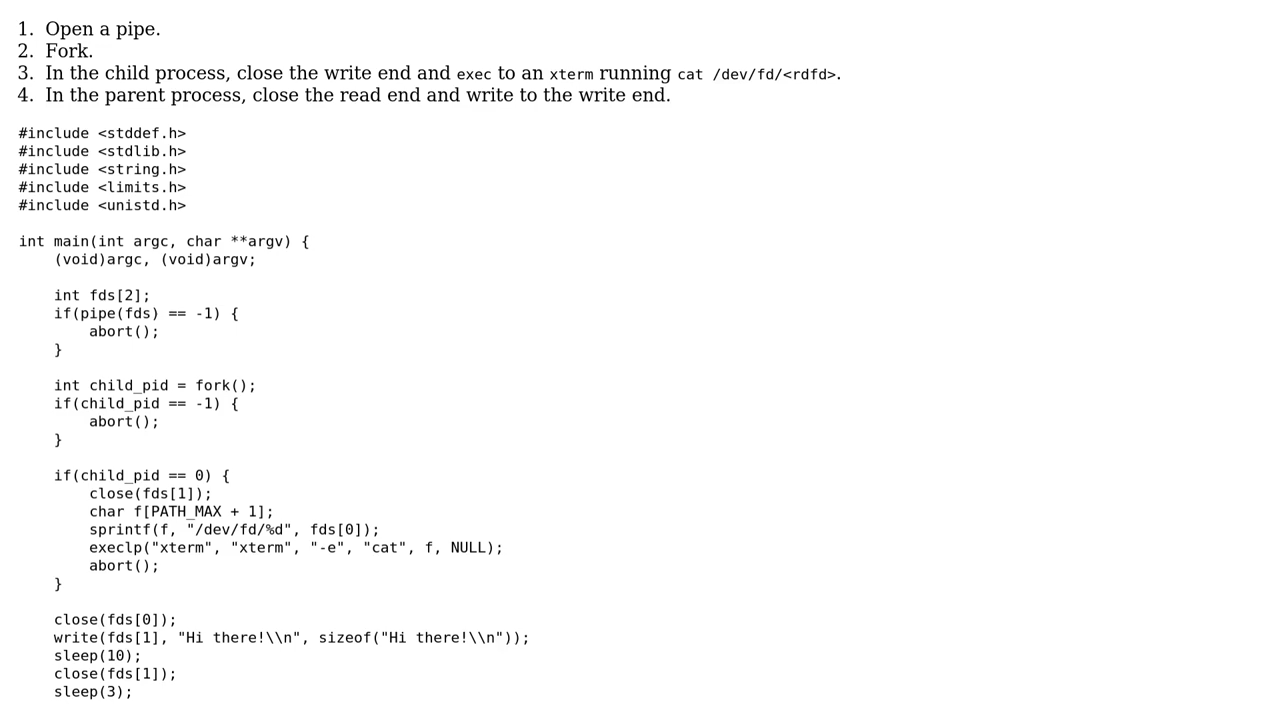 1. Open a pipe.
2. Fork.
3. In the child process, close the write end and exec to an xterm running cat /dev/fd/<rdfd>.
4. In the parent process, close the read end and write to the write end.
#include <stddef.h>
#include <stdlib.h>
#include <string.h>
#include <limits.h>
#include <unistd.h>

int main(int argc, char **argv) {
    (void)argc, (void)argv;

    int fds[2];
    if(pipe(fds) == -1) {
        abort();
    }

    int child_pid = fork();
    if(child_pid == -1) {
        abort();
    }

    if(child_pid == 0) {
        close(fds[1]);
        char f[PATH_MAX + 1];
        sprintf(f, "/dev/fd/%d", fds[0]);
        execlp("xterm", "xterm", "-e", "cat", f, NULL);
        abort();
    }

    close(fds[0]);
    write(fds[1], "Hi there!\\n", sizeof("Hi there!\\n"));
    sleep(10);
    close(fds[1]);
    sleep(3);